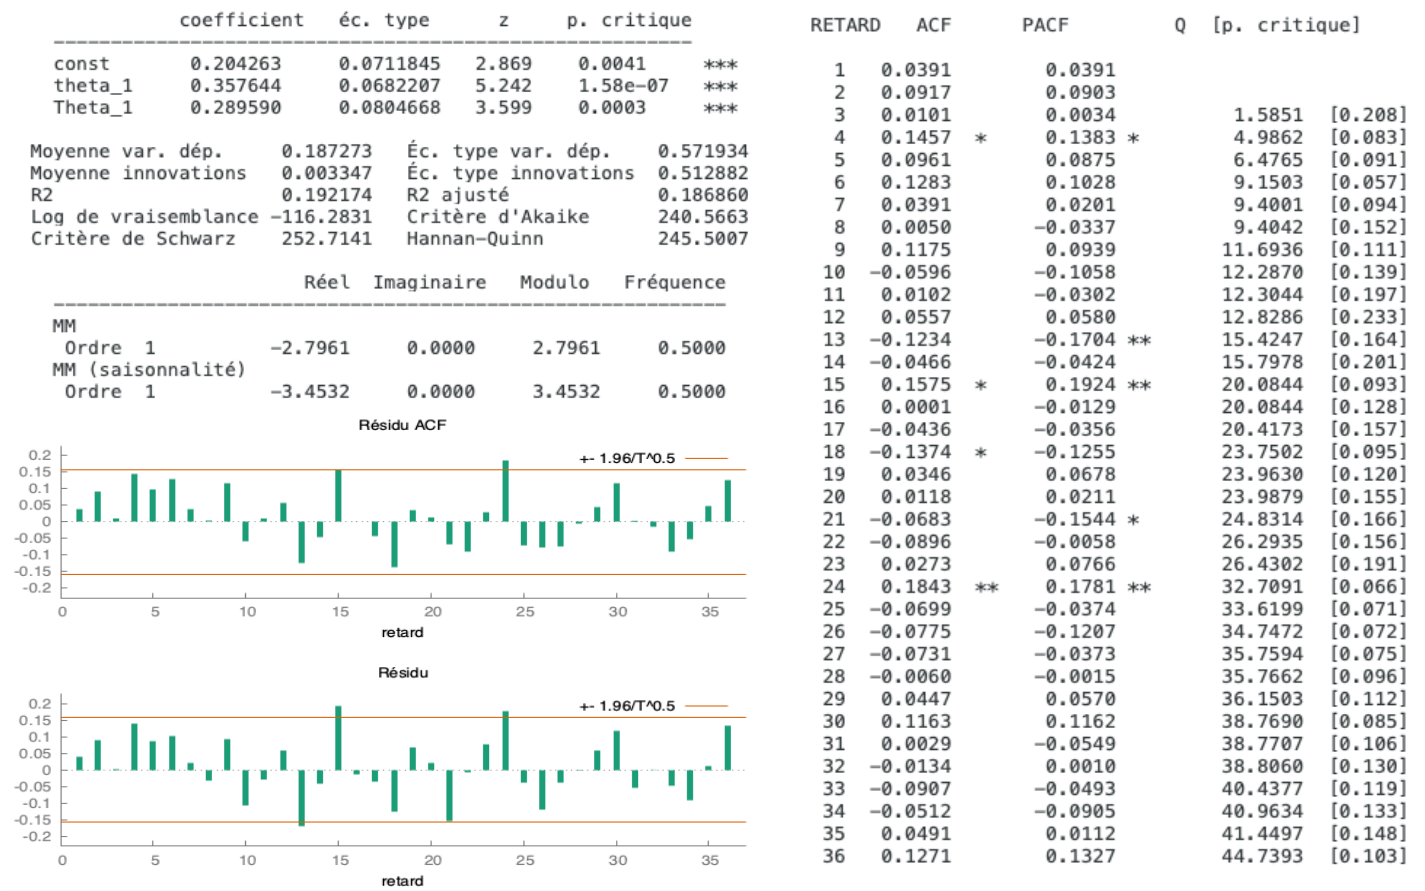 coefficient éc. type z p. critique
const 0.204263 0.0711845 2.869 0.0041 ***
theta_1 0.357644 0.0682207 5.242 1.58e-07 ***
Theta_1 0.289590 0.0804668 3.599 0.0003 ***
Moyenne var. dép. 0.187273 Éc. type var. dép. 0.571934
Moyenne innovations 0.003347 Éc. type innovations 0.512882
R2 0.192174 R2 ajusté 0.186860
Log de vraisemblance −116.2831 Critère d'Akaike 240.5663
Critère de Schwarz 252.7141 Hannan-Quinn 245.5007
Réel Imaginaire Modulo Fréquence
MM
Ordre 1 −2.7961 0.0000 2.7961 0.5000
MM (saisonnalité)
Ordre 1 −3.4532 0.0000 3.4532 0.5000
Résidu ACF
+- 1.96/T^0.5
0.2
0.15
0.1
0.05
0
-0.05
-0.1
-0.15
-0.2
0 5 10 15 20 25 30 35
retard
Résidu
+- 1.96/T^0.5
0.2
0.15
0.1
0.05
0
-0.05
-0.1
-0.15
-0.2
0 5 10 15 20 25 30 35
retard
RETARD ACF PACF Q [p. critique]
1 0.0391 0.0391
2 0.0917 0.0903
3 0.0101 0.0034 1.5851 [0.208]
4 0.1457 * 0.1383 * 4.9862 [0.083]
5 0.0961 0.0875 6.4765 [0.091]
6 0.1283 0.1028 9.1503 [0.057]
7 0.0391 0.0201 9.4001 [0.094]
8 0.0050 −0.0337 9.4042 [0.152]
9 0.1175 0.0939 11.6936 [0.111]
10 −0.0596 −0.1058 12.2870 [0.139]
11 0.0102 −0.0302 12.3044 [0.197]
12 0.0557 0.0580 12.8286 [0.233]
13 −0.1234 −0.1704 ** 15.4247 [0.164]
14 −0.0466 −0.0424 15.7978 [0.201]
15 0.1575 * 0.1924 ** 20.0844 [0.093]
16 0.0001 −0.0129 20.0844 [0.128]
17 −0.0436 −0.0356 20.4173 [0.157]
18 −0.1374 * −0.1255 23.7502 [0.095]
19 0.0346 0.0678 23.9630 [0.120]
20 0.0118 0.0211 23.9879 [0.155]
21 −0.0683 −0.1544 * 24.8314 [0.166]
22 −0.0896 −0.0058 26.2935 [0.156]
23 0.0273 0.0766 26.4302 [0.191]
24 0.1843 ** 0.1781 ** 32.7091 [0.066]
25 −0.0699 −0.0374 33.6199 [0.071]
26 −0.0775 −0.1207 34.7472 [0.072]
27 −0.0731 −0.0373 35.7594 [0.075]
28 −0.0060 −0.0015 35.7662 [0.096]
29 0.0447 0.0570 36.1503 [0.112]
30 0.1163 0.1162 38.7690 [0.085]
31 0.0029 −0.0549 38.7707 [0.106]
32 −0.0134 0.0010 38.8060 [0.130]
33 −0.0907 −0.0493 40.4377 [0.119]
34 −0.0512 −0.0905 40.9634 [0.133]
35 0.0491 0.0112 41.4497 [0.148]
36 0.1271 0.1327 44.7393 [0.103]